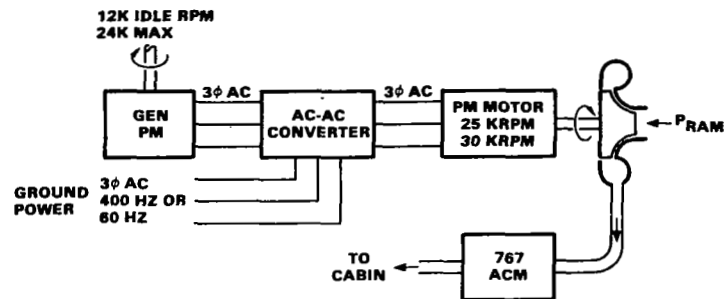 12K IDLE RPM
24K MAX
3ϕ AC
3ϕ AC
GEN
PM
AC-AC
CONVERTER
PM MOTOR
25 KRPM
30 KRPM
PRAM
GROUND
POWER
3ϕ AC
400 HZ OR
60 HZ
TO
CABIN
767
ACM